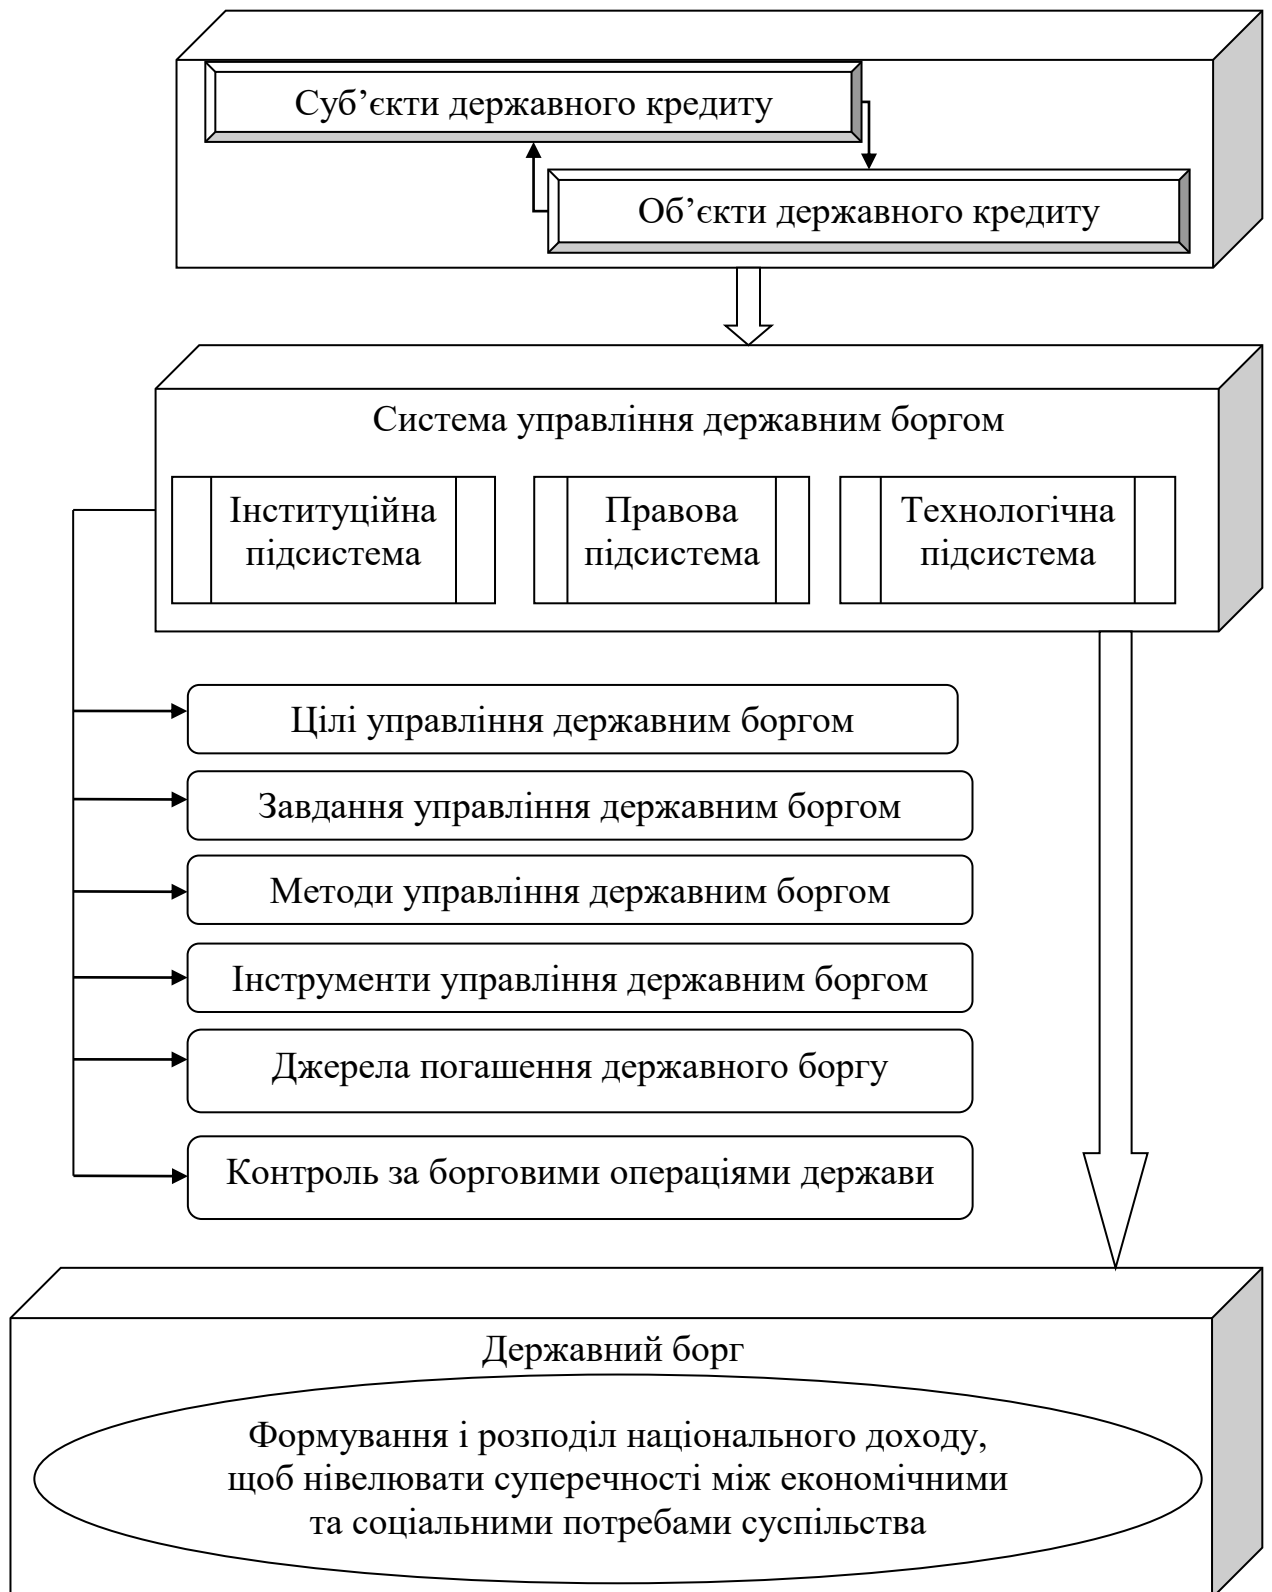 Суб’єкти державного кредиту
Об’єкти державного кредиту
Система управління державним боргом
Інституційна
підсистема
Правова
підсистема
Технологічна
підсистема
Цілі управління державним боргом
Завдання управління державним боргом
Методи управління державним боргом
Інструменти управління державним боргом
Джерела погашення державного боргу
Контроль за борговими операціями держави
Державний борг
Формування і розподіл національного доходу,
щоб нівелювати суперечності між економічними
та соціальними потребами суспільства